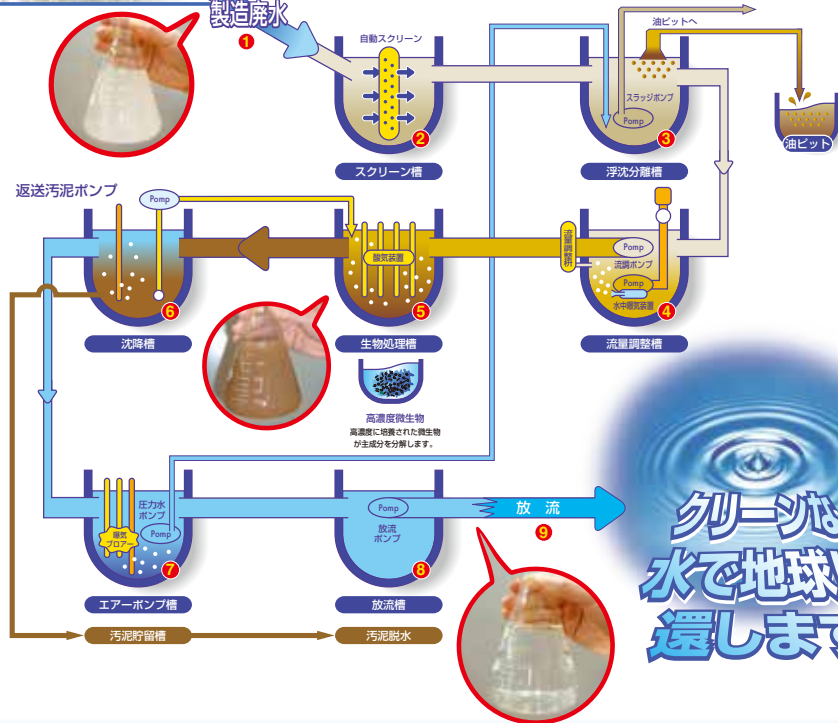 製造廃水
1
自動スクリーン
2
スクリーン槽
油ピットへ
スラッジポンプ
Pomp
3
浮沈分離槽
油ピット
返送汚泥ポンプ
Pomp
6
沈降槽
酸気装置
5
生物処理槽
高濃度微生物
高濃度に培養された微生物
が主成分を分解します。
流量調整枡
Pomp
流調ポンプ
Pomp
水中曝気装置
4
流量調整槽
圧力水
ポンプ
Pomp
曝気
ブロアー
7
エアーポンプ槽
Pomp
放流
ポンプ
8
放流槽
放 流
9
汚泥貯留槽
汚泥脱水
クリーンな
水で地球
還します